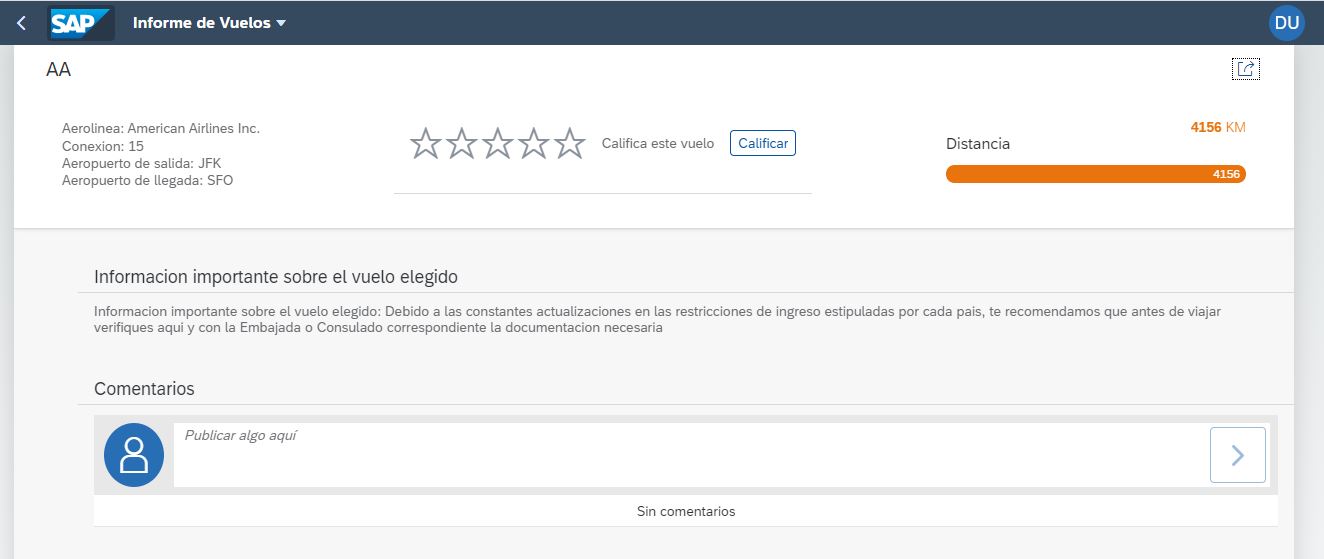 SAP
Informe de Vuelos
DU
AA
Aerolinea: American Airlines Inc.
Conexion: 15
Aeropuerto de salida: JFK
Aeropuerto de llegada: SFO
Califica este vuelo
Calificar
4156 KM
Distancia
4156
Informacion importante sobre el vuelo elegido
Informacion importante sobre el vuelo elegido: Debido a las constantes actualizaciones en las restricciones de ingreso estipuladas por cada pais, te recomendamos que antes de viajar
verifiques aqui y con la Embajada o Consulado correspondiente la documentacion necesaria
Comentarios
Publicar algo aquí
Sin comentarios